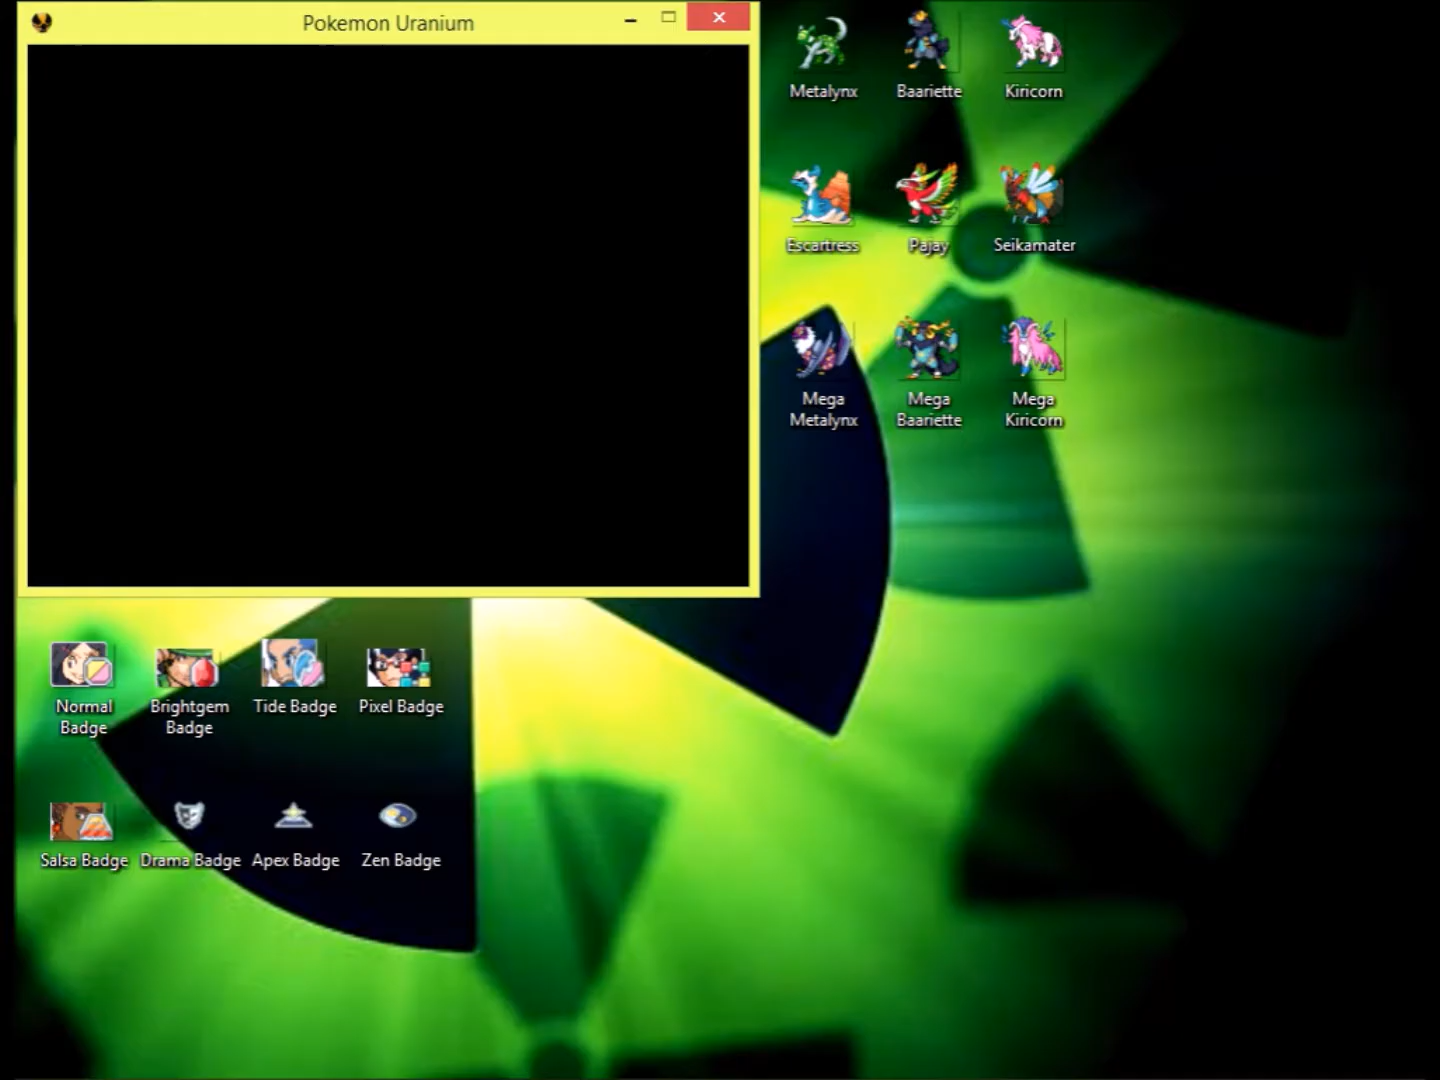 Pokemon Uranium
Metalynx
Baariette
Kiricorn
Escartress
Pajay
Seikamater
Mega
Metalynx
Mega
Baariette
Mega
Kiricorn
Normal
Badge
Brightgem
Badge
Tide Badge
Pixel Badge
Salsa Badge
Drama Badge
Apex Badge
Zen Badge